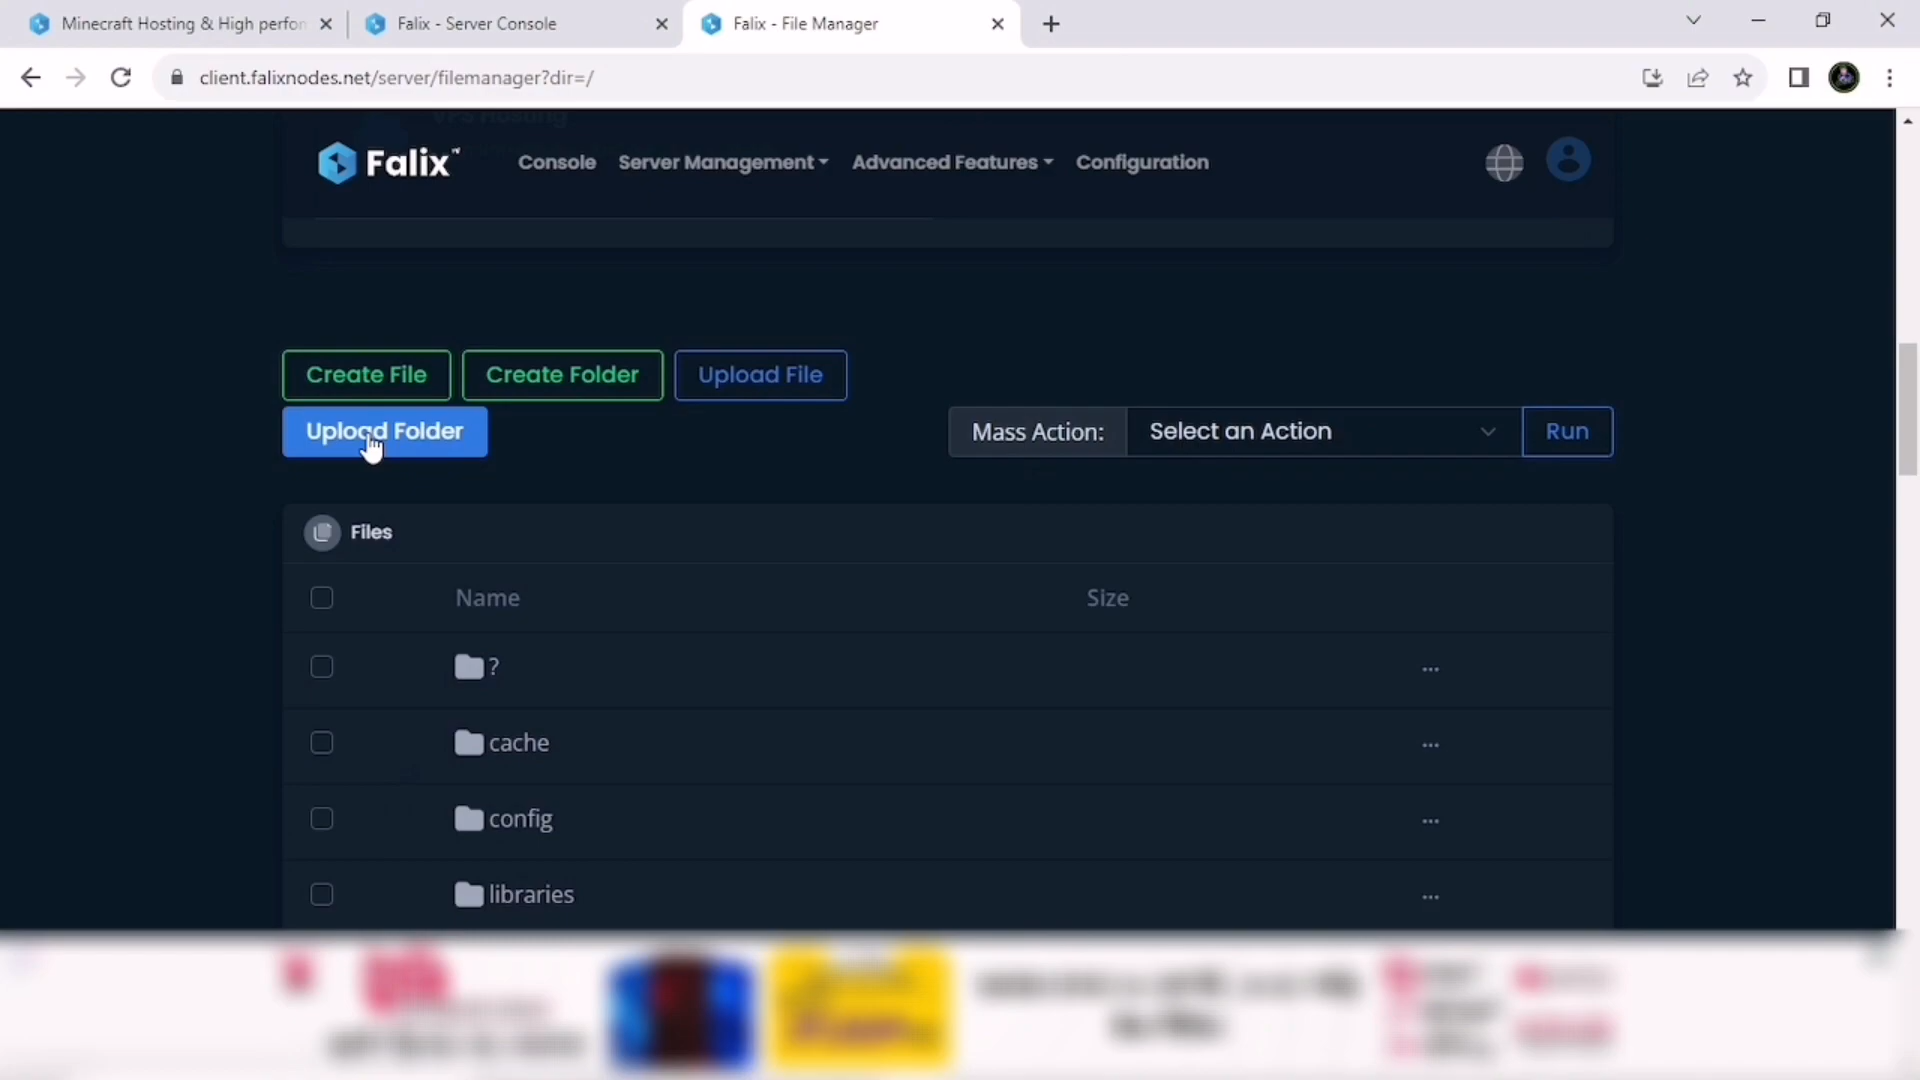 Minecraft Hosting & High perfor
Falix - Server Console
Falix - File Manager
client.falixnodes.net/server/filemanager?dir=/
VPS Hosting
Falix
Console
Server Management
Advanced Features
Configuration
Create File
Create Folder
Upload File
Upload Folder
Mass Action:
Select an Action
Run
Files
Name
Size
?
...
cache
...
config
...
libraries
...